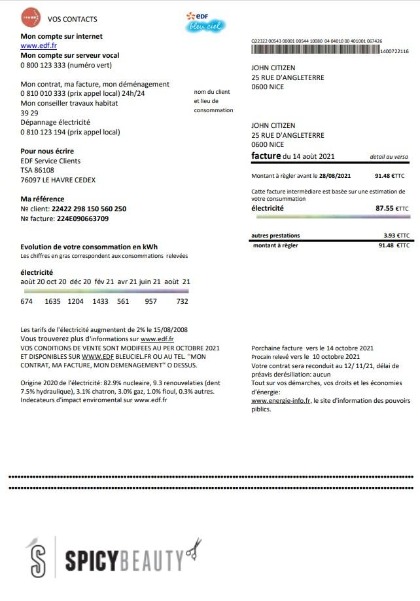 VOS CONTACTS
Mon compte sur internet
www.edf.fr
Mon compte sur serveur vocal
0 800 123 333 (numéro vert)
Mon contrat, ma facture, mon déménagement
0 810 010 333 (prix appel local) 24h/24
Mon conseiller travaux habitat
39 29
Dépannage électricité
0 810 123 194 (prix appel local)
Pour nous écrire
EDF Service Clients
TSA 86108
76097 LE HAVRE CEDEX
Ma référence
No client: 22422 298 150 560 250
No facture: 224E090663709
edf
bleu ciel
nom du client
et lieu de
consommation
1400722116
JOHN CITIZEN
25 RUE D'ANGLETERRE
0600 NICE
JOHN CITIZEN
25 RUE D'ANGLETERRE
0600 NICE
facture du 14 août 2021 détail au verso
Montant à régler avant le 28/08/2021 91.48 €TTC
Catte facture intermédiaire est basée sur une estimation de
votre consummation
électricité 87.55 €TTC
autres prestations 3.93 €TTC
montant à règler 91.48 €TTC
Evolution de votre consommation en kWh
Les chiffres en gras correspondent aux consommations relevées
électricité
août 20 oct 20 déc 20 fév 21 avr 21 juin 21 août 21
674 1635 1204 1433 561 957 732
Les tarifs de l'électricité augmentent de 2% le 15/08/2008
Vous trouverez plus d'informations sur www.edf.fr
VOS CONDITIONS DE VENTE SONT MODIFEES AU PER OCTOBRE 2021
ET DISPONIBLES SUR WWW.EDF BLEUCIEL.FR OU AU TEL. "MON
CONTRAT, MA FACTURE, MON DEMENAGEMENT" O DESSUS.
Origine 2020 de l'électricité: 82.9% nucleaire, 9.3 renouvelaties (dent
7.5% hydraulique), 3.1% chatron, 3.0% gaz, 1.0% fioul, 0.3% autres.
Indecateurs d'impact enviromental sur www.edf.fr
Porchaine facture vers le 14 octobre 2021
Procain relevé vers le 10 octobre 2021
Votre contrat sera reconduit au 12/ 11/21, délai de
préavis derésiliation: aucun
Tout sur vos démarches, vos droits et les économies
d'énergie:
www.energie-info.fr, le site d'information des pouvoirs
publics.
S | SPICYBEAUTY